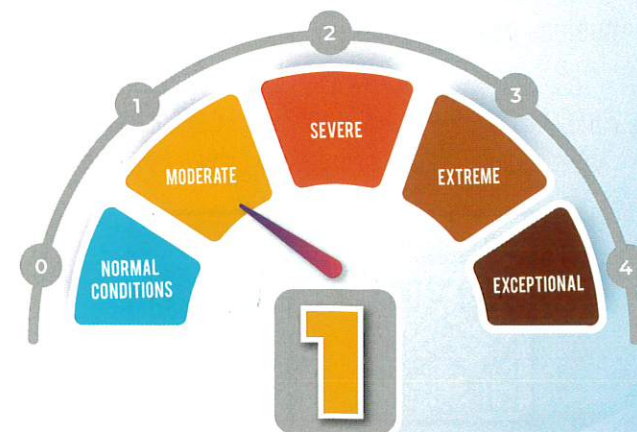 2
1
3
SEVERE
MODERATE
EXTREME
0
4
NORMAL
CONDITIONS
EXCEPTIONAL
1